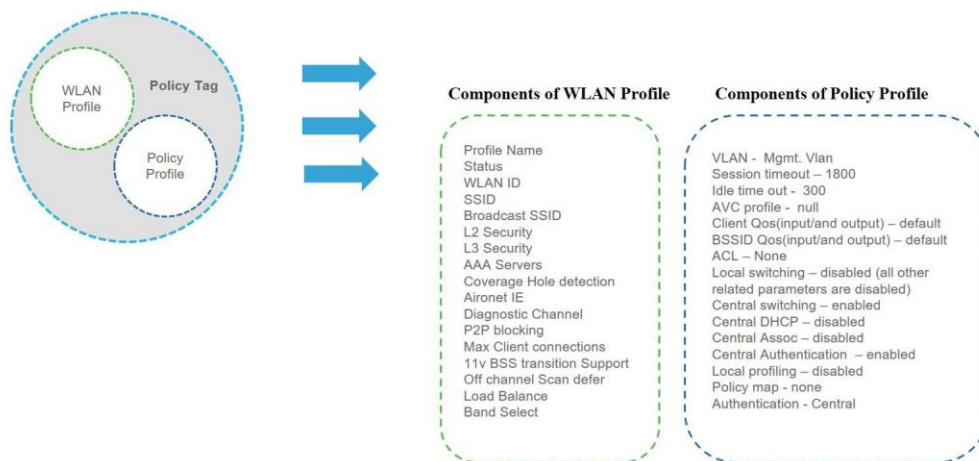 WLAN
Profile
Policy Tag
Policy
Profile
Components of WLAN Profile
Profile Name
Status
WLAN ID
SSID
Broadcast SSID
L2 Security
L3 Security
AAA Servers
Coverage Hole detection
Aironet IE
Diagnostic Channel
P2P blocking
Max Client connections
11v BSS transition Support
Off channel Scan defer
Load Balance
Band Select
Components of Policy Profile
VLAN - Mgmt. Vlan
Session timeout – 1800
Idle time out - 300
AVC profile - null
Client Qos(input/and output) – default
BSSID Qos(input/and output) – default
ACL – None
Local switching – disabled (all other
related parameters are disabled)
Central switching – enabled
Central DHCP – disabled
Central Assoc – disabled
Central Authentication – enabled
Local profiling – disabled
Policy map - none
Authentication - Central